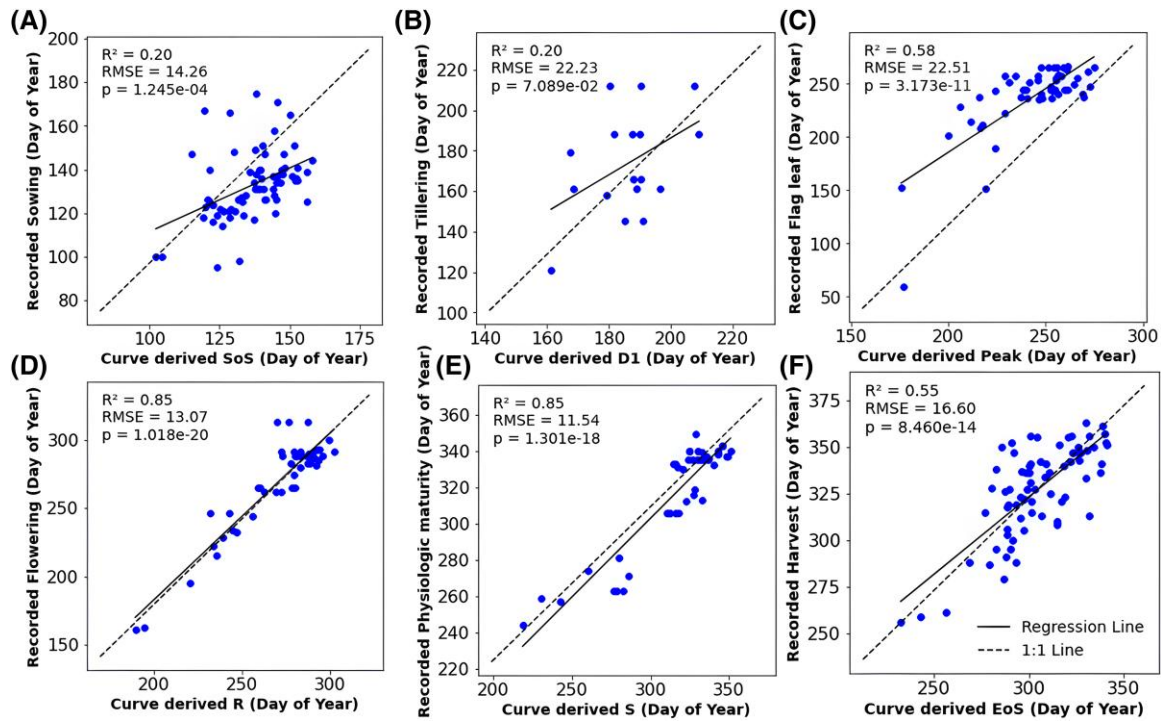 (A)
R² = 0.20
RMSE = 14.26
p = 1.245e-04
Recorded Sowing (Day of Year)
200
180
160
140
120
100
80
100
125
150
175
Curve derived SoS (Day of Year)
(B)
R² = 0.20
RMSE = 22.23
p = 7.089e-02
Recorded Tillering (Day of Year)
220
200
180
160
140
120
100
140
160
180
200
220
Curve derived D1 (Day of Year)
(C)
R² = 0.58
RMSE = 22.51
p = 3.173e-11
Recorded Flag leaf (Day of Year)
250
200
150
100
50
150
200
250
300
Curve derived Peak (Day of Year)
(D)
R² = 0.85
RMSE = 13.07
p = 1.018e-20
Recorded Flowering (Day of Year)
300
250
200
150
200
250
300
Curve derived R (Day of Year)
(E)
R² = 0.85
RMSE = 11.54
p = 1.301e-18
Recorded Physiologic maturity (Day of Year)
360
340
320
300
280
260
240
220
200
250
300
350
Curve derived S (Day of Year)
(F)
R² = 0.55
RMSE = 16.60
p = 8.460e-14
Recorded Harvest (Day of Year)
375
350
325
300
275
250
Regression Line
1:1 Line
250
300
350
Curve derived EoS (Day of Year)